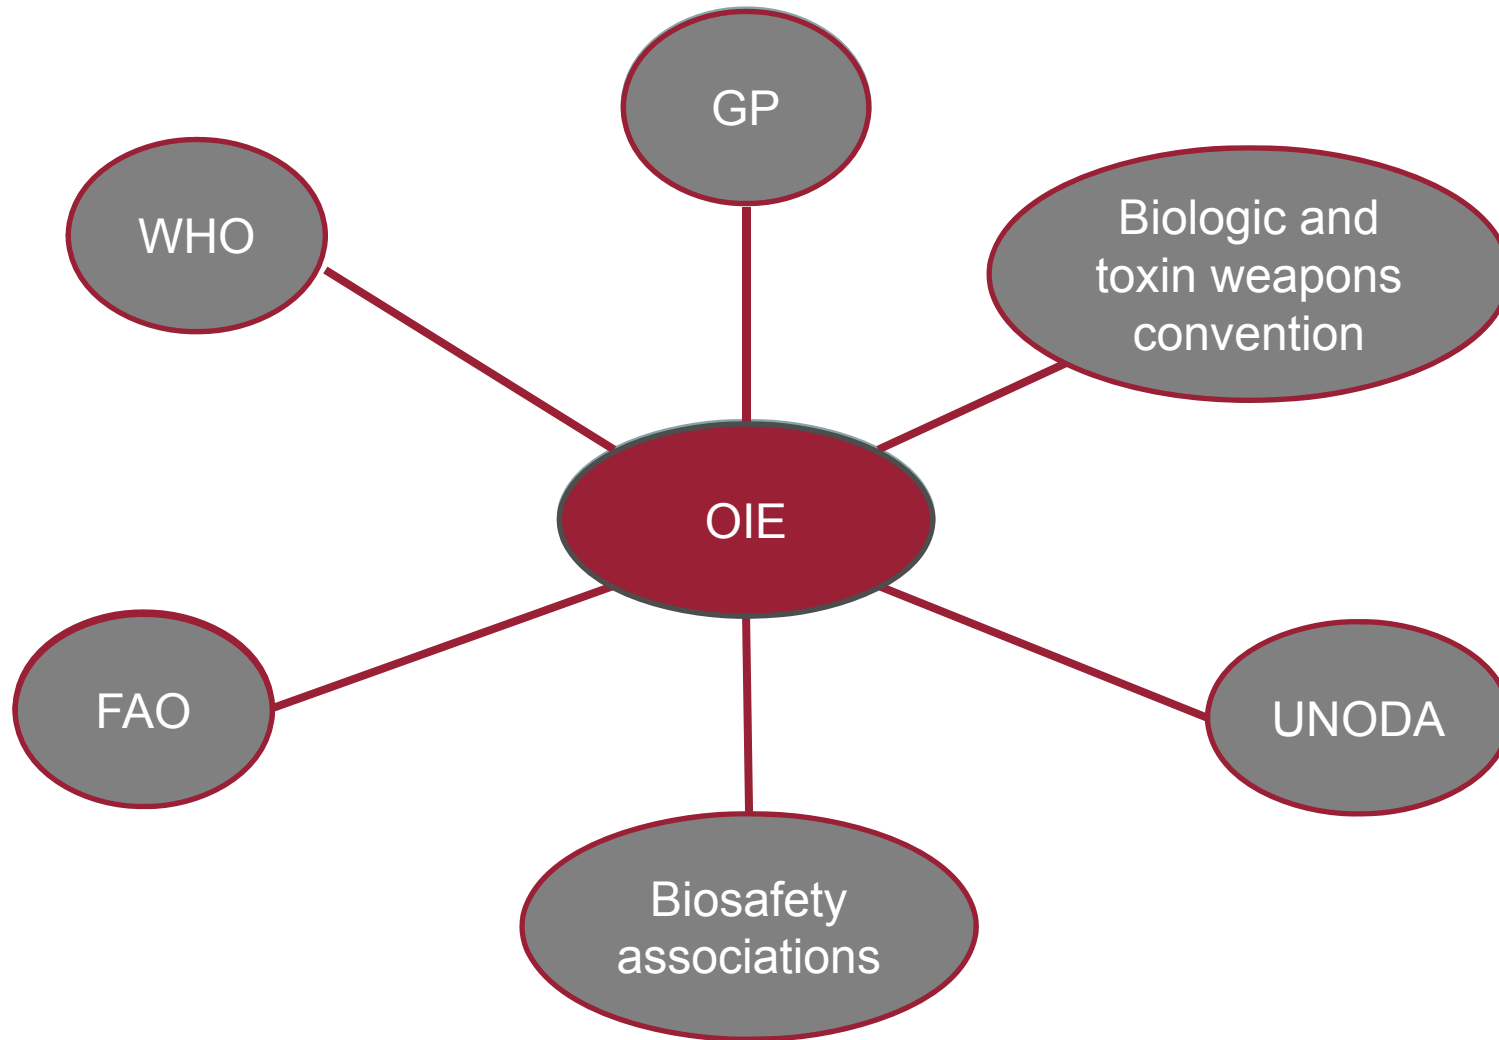 GP
WHO
Biologic and
toxin weapons
convention
OIE
FAO
UNODA
Biosafety
associations